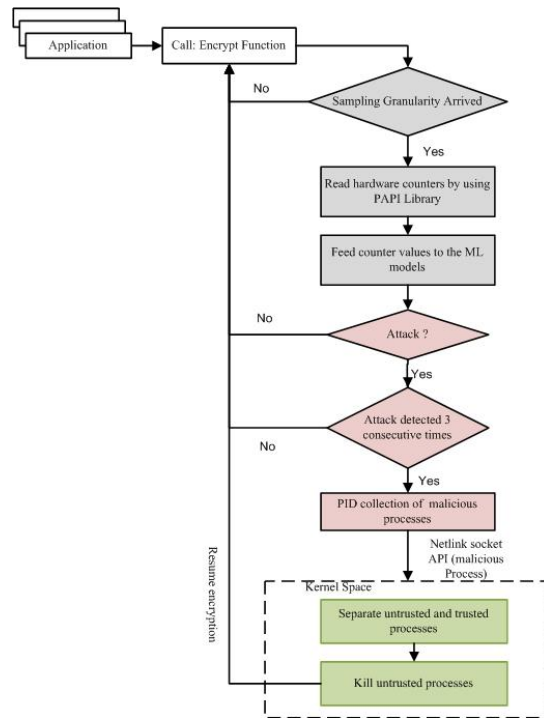 Application
Call: Encrypt Function
No
Sampling Granularity Arrived
Yes
Read hardware counters by using
PAPI Library
Feed counter values to the ML
models
No
Attack ?
Yes
Attack detected 3
consecutive times
No
Yes
PID collection of malicious
processes
Netlink socket
API (malicious
Process)
Resume encryption
Kernel Space
Separate untrusted and trusted
processes
Kill untrusted processes